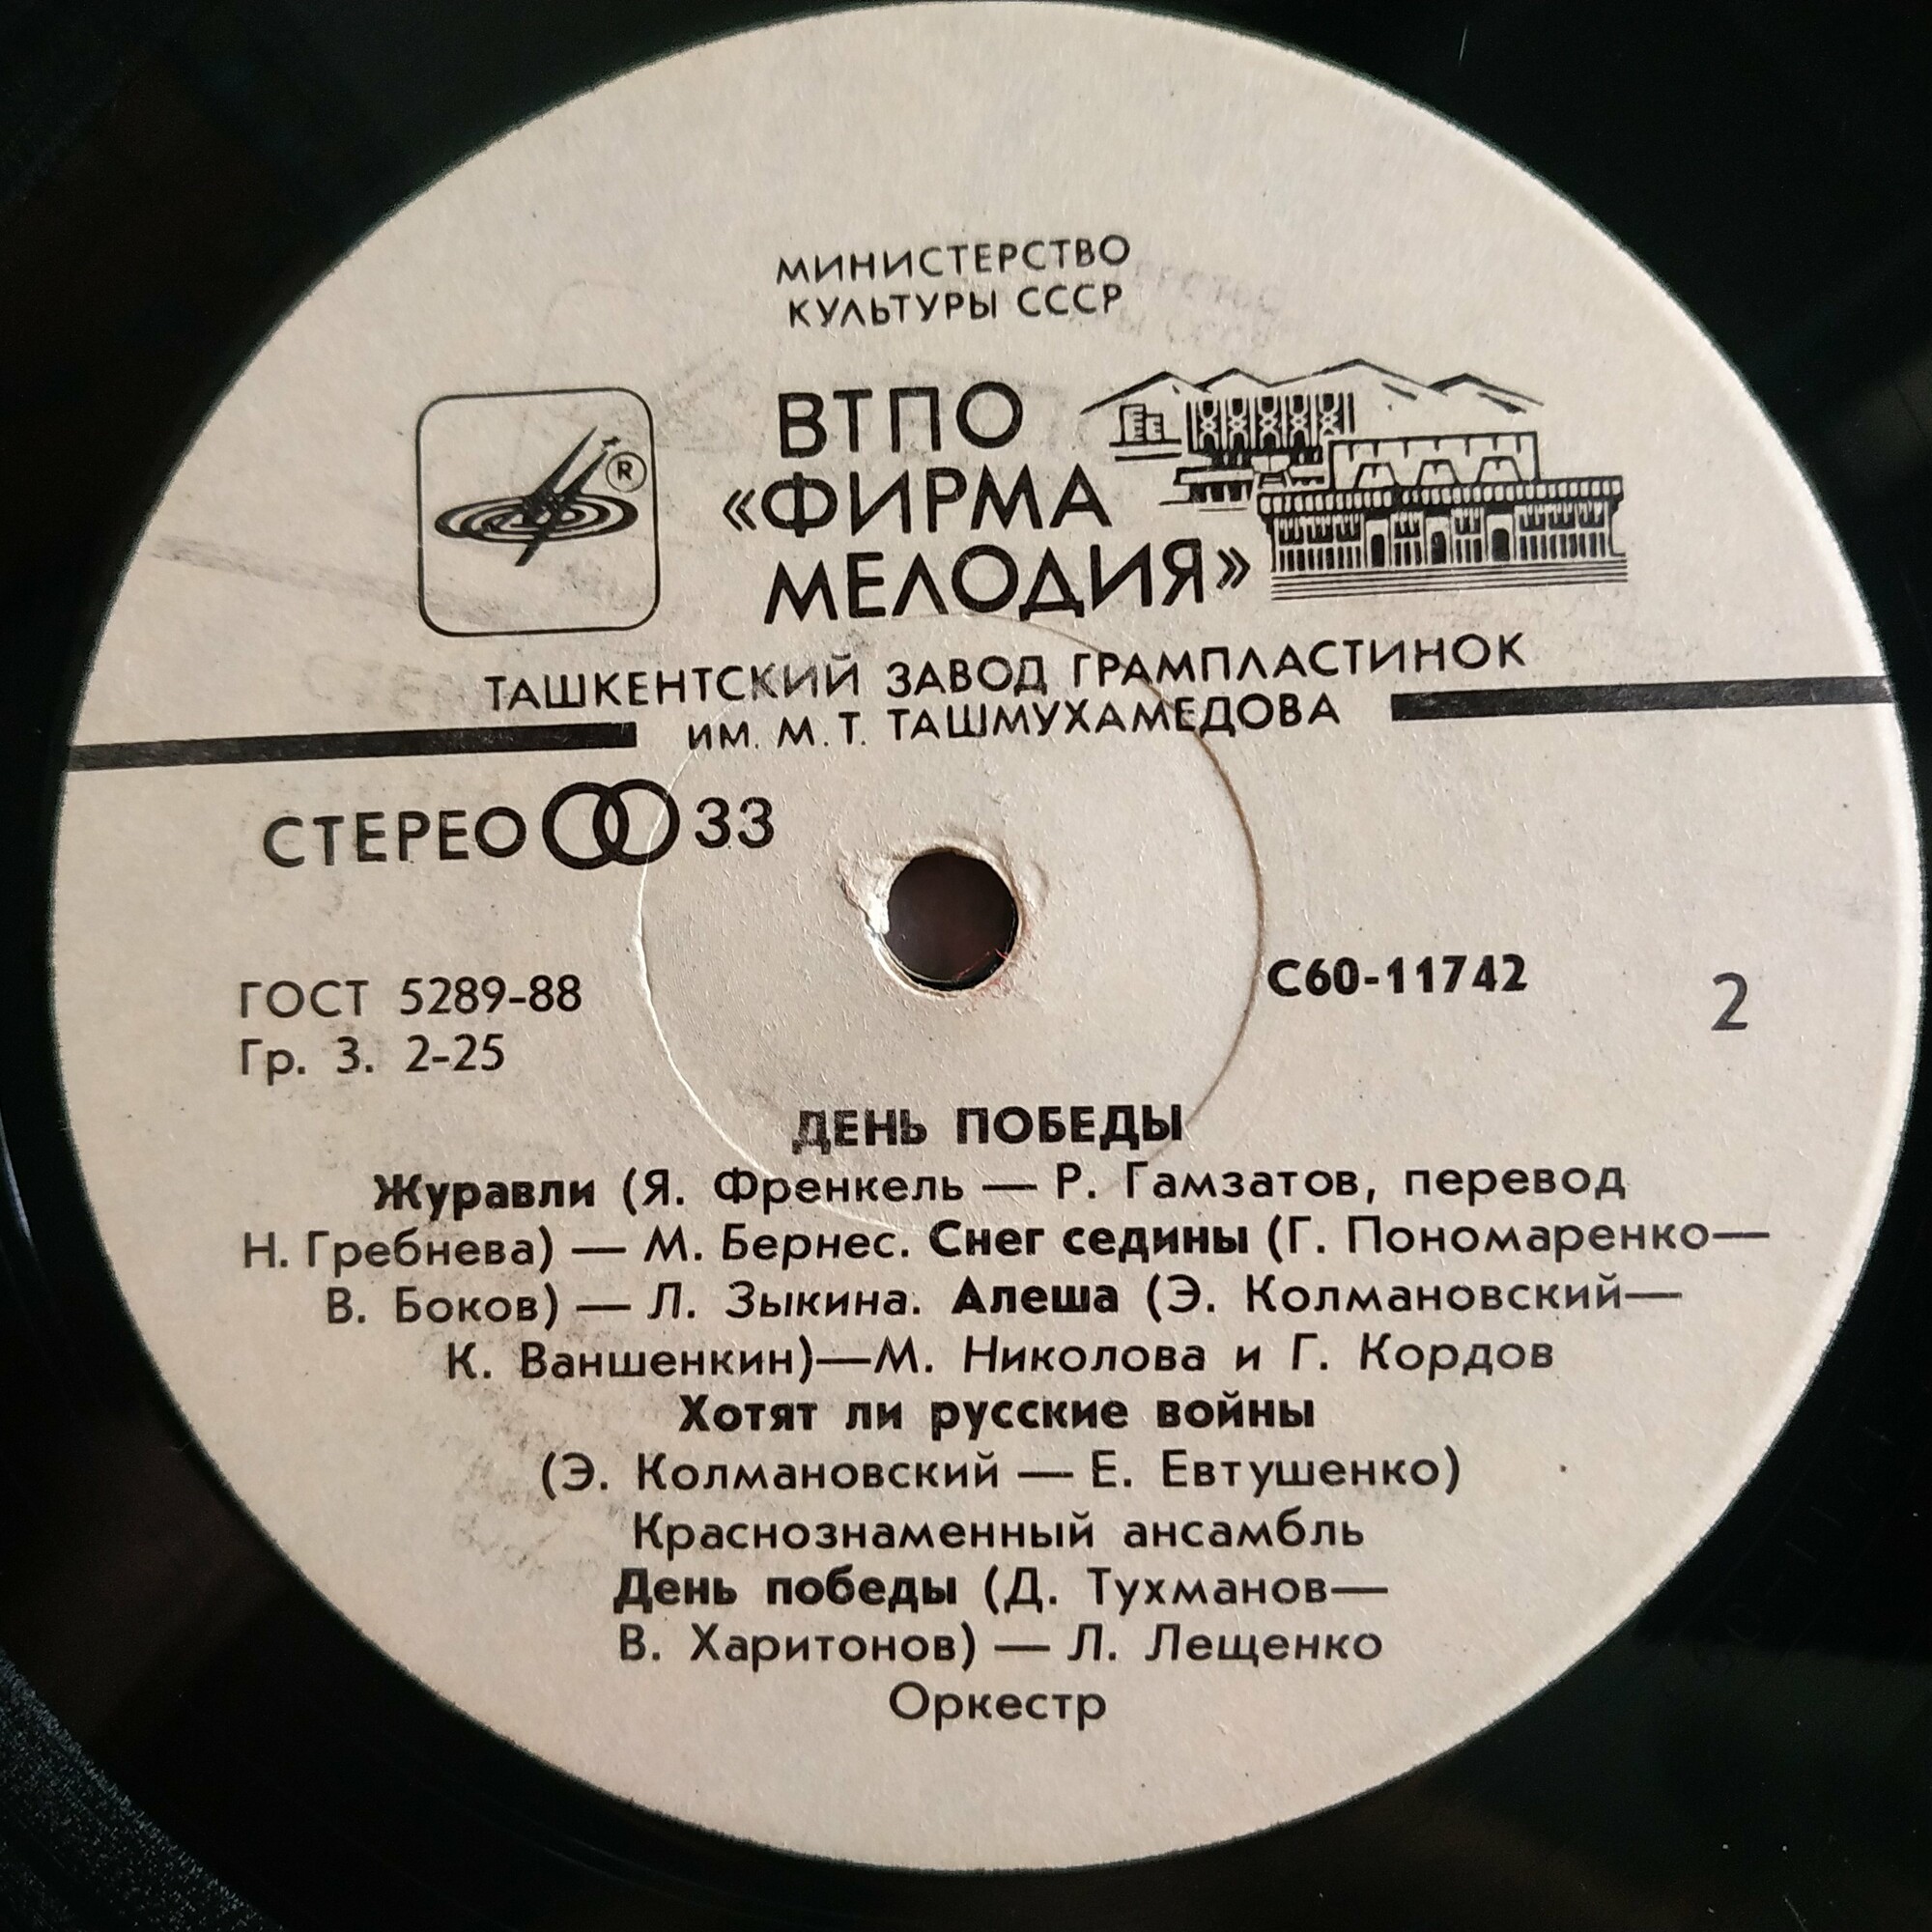 МИНИСТЕРСТВО
КУЛЬТУРЫ СССР
ВТПО
«ФИРМА
МЕЛОДИЯ»
R
ТАШКЕНТСКИЙ ЗАВОД ГРАМПЛАСТИНОК
ИМ. М. Т. ТАШМУХАМЕДОВА
СТЕРЕО 33
ГОСТ 5289-88
Гр. 3. 2-25
С60-11742
2
ДЕНЬ ПОБЕДЫ
Журавли (Я. Френкель — Р. Гамзатов, перевод
Н. Гребнева) — М. Бернес. Снег седины (Г. Пономаренко—
В. Боков) — Л. Зыкина. Алеша (Э. Колмановский—
К. Ваншенкин)—М. Николова и Г. Кордов
Хотят ли русские войны
(Э. Колмановский — Е. Евтушенко)
Краснознаменный ансамбль
День победы (Д. Тухманов—
В. Харитонов) — Л. Лещенко
Оркестр